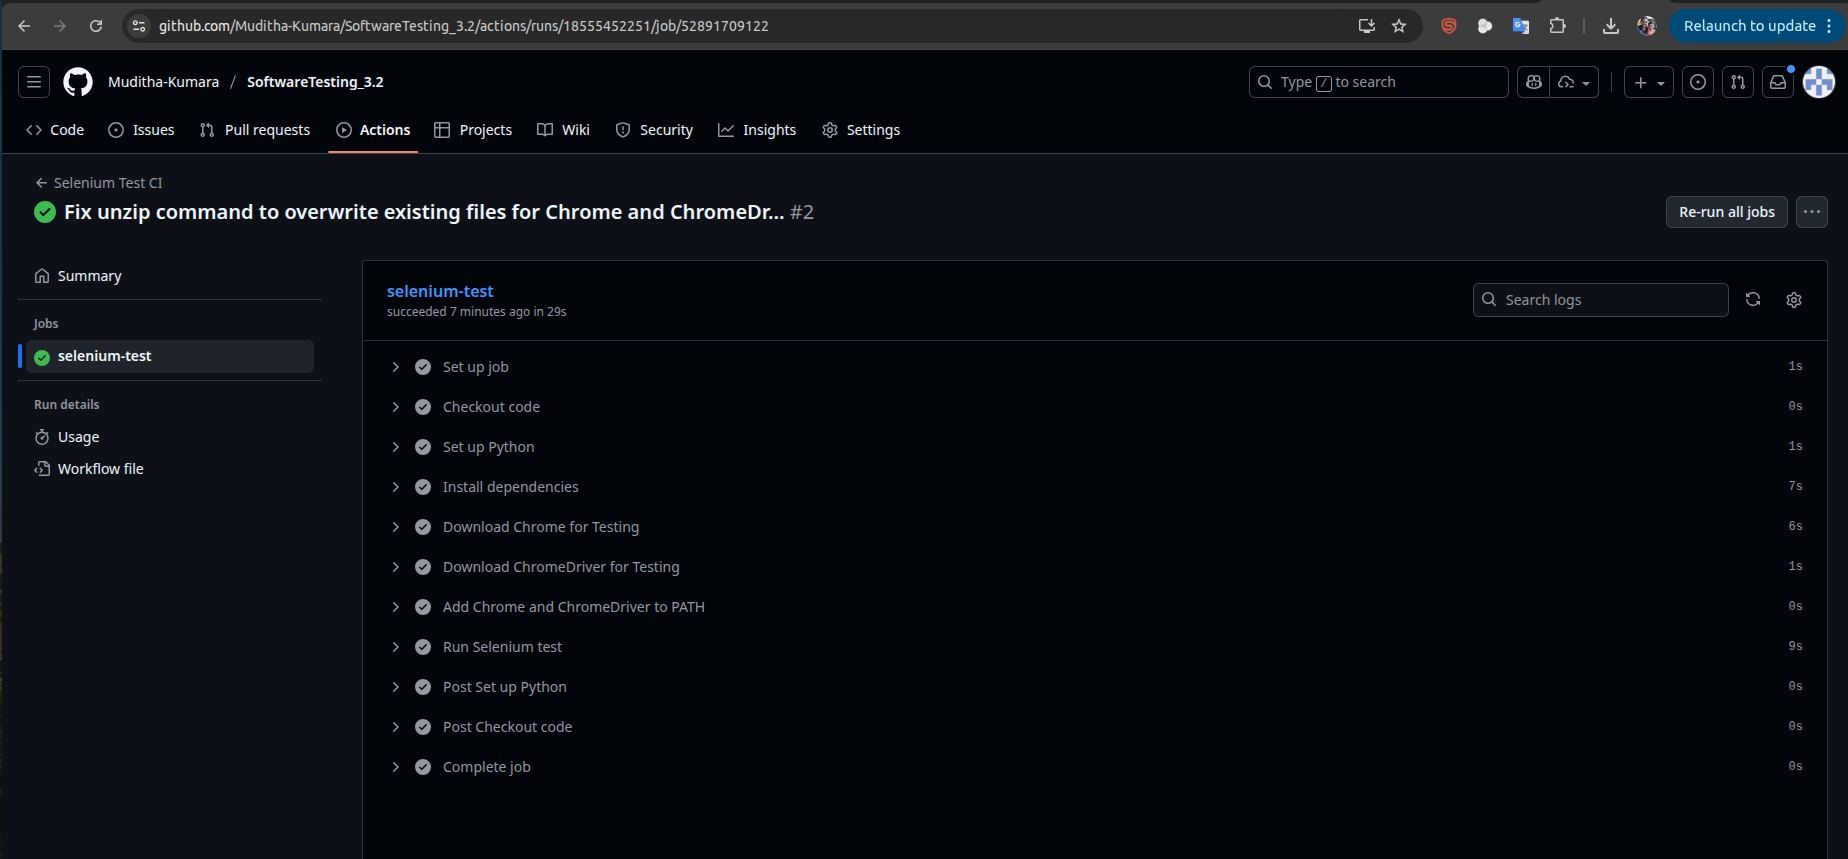 github.com/Muditha-Kumara/SoftwareTesting_3.2/actions/runs/18555452251/job/52891709122
Relaunch to update
Muditha-Kumara / SoftwareTesting_3.2
Type / to search
Code Issues Pull requests Actions Projects Wiki Security Insights Settings
Selenium Test CI
Fix unzip command to overwrite existing files for Chrome and ChromeDr... #2
Re-run all jobs
Summary
Jobs
selenium-test
Run details
Usage
Workflow file
selenium-test
succeeded 7 minutes ago in 29s
Search logs
Set up job 1s
Checkout code 0s
Set up Python 1s
Install dependencies 7s
Download Chrome for Testing 6s
Download ChromeDriver for Testing 1s
Add Chrome and ChromeDriver to PATH 0s
Run Selenium test 9s
Post Set up Python 0s
Post Checkout code 0s
Complete job 0s